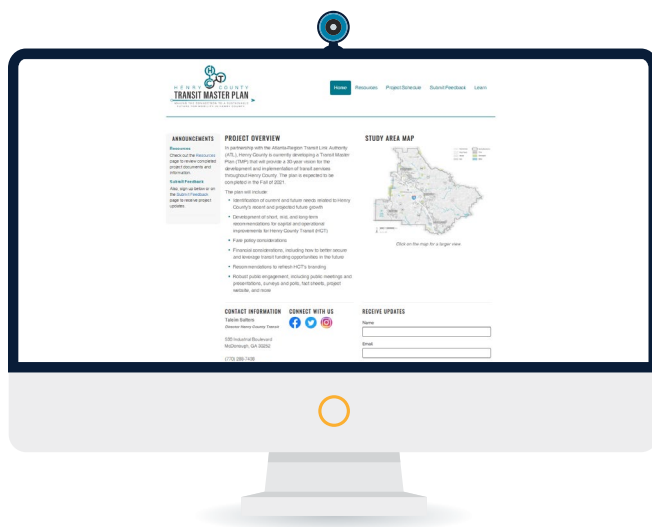 HENRY COUNTY
TRANSIT MASTER PLAN
Home Resources Project Schedule Submit Feedback Learn
ANNOUNCEMENTS
Resources
Check out the Resources
page to review completed
project documents and
information.
Submit Feedback
Also, sign up below or on
the Submit Feedback
page to receive project
updates.
PROJECT OVERVIEW
In partnership with the Atlanta-Region Transit Link Authority
(ATL), Henry County is currently developing a Transit Master
Plan (TMP) that will provide a 30-year vision for the
development and implementation of transit services
throughout Henry County. The plan is expected to be
completed in the Fall of 2021.
The plan will include:
• Identification of current and future needs related to Henry
County's recent and projected future growth
• Development of short, mid, and long-term
recommendations for capital and operational
improvements for Henry County Transit (HCT)
• Fare policy considerations
• Financial considerations, including how to better secure
and leverage transit funding opportunities in the future
• Recommendations to refresh HCT's branding
• Robust public engagement, including public meetings and
presentations, surveys and polls, fact sheets, project
website, and more
STUDY AREA MAP
Click on the map for a larger view
CONTACT INFORMATION
Director, Henry County Transit
530 Industrial Boulevard
McDonough, GA 30253
CONNECT WITH US
RECEIVE UPDATES
Name
Email